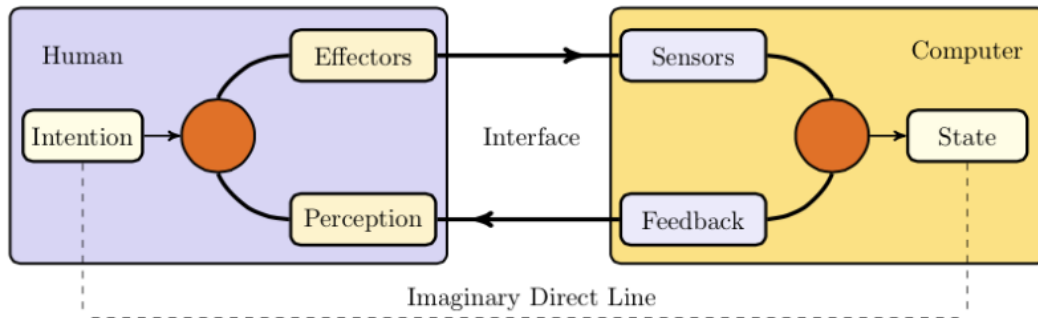 Human
Effectors
Sensors
Computer
Intention
Interface
State
Perception
Feedback
Imaginary Direct Line